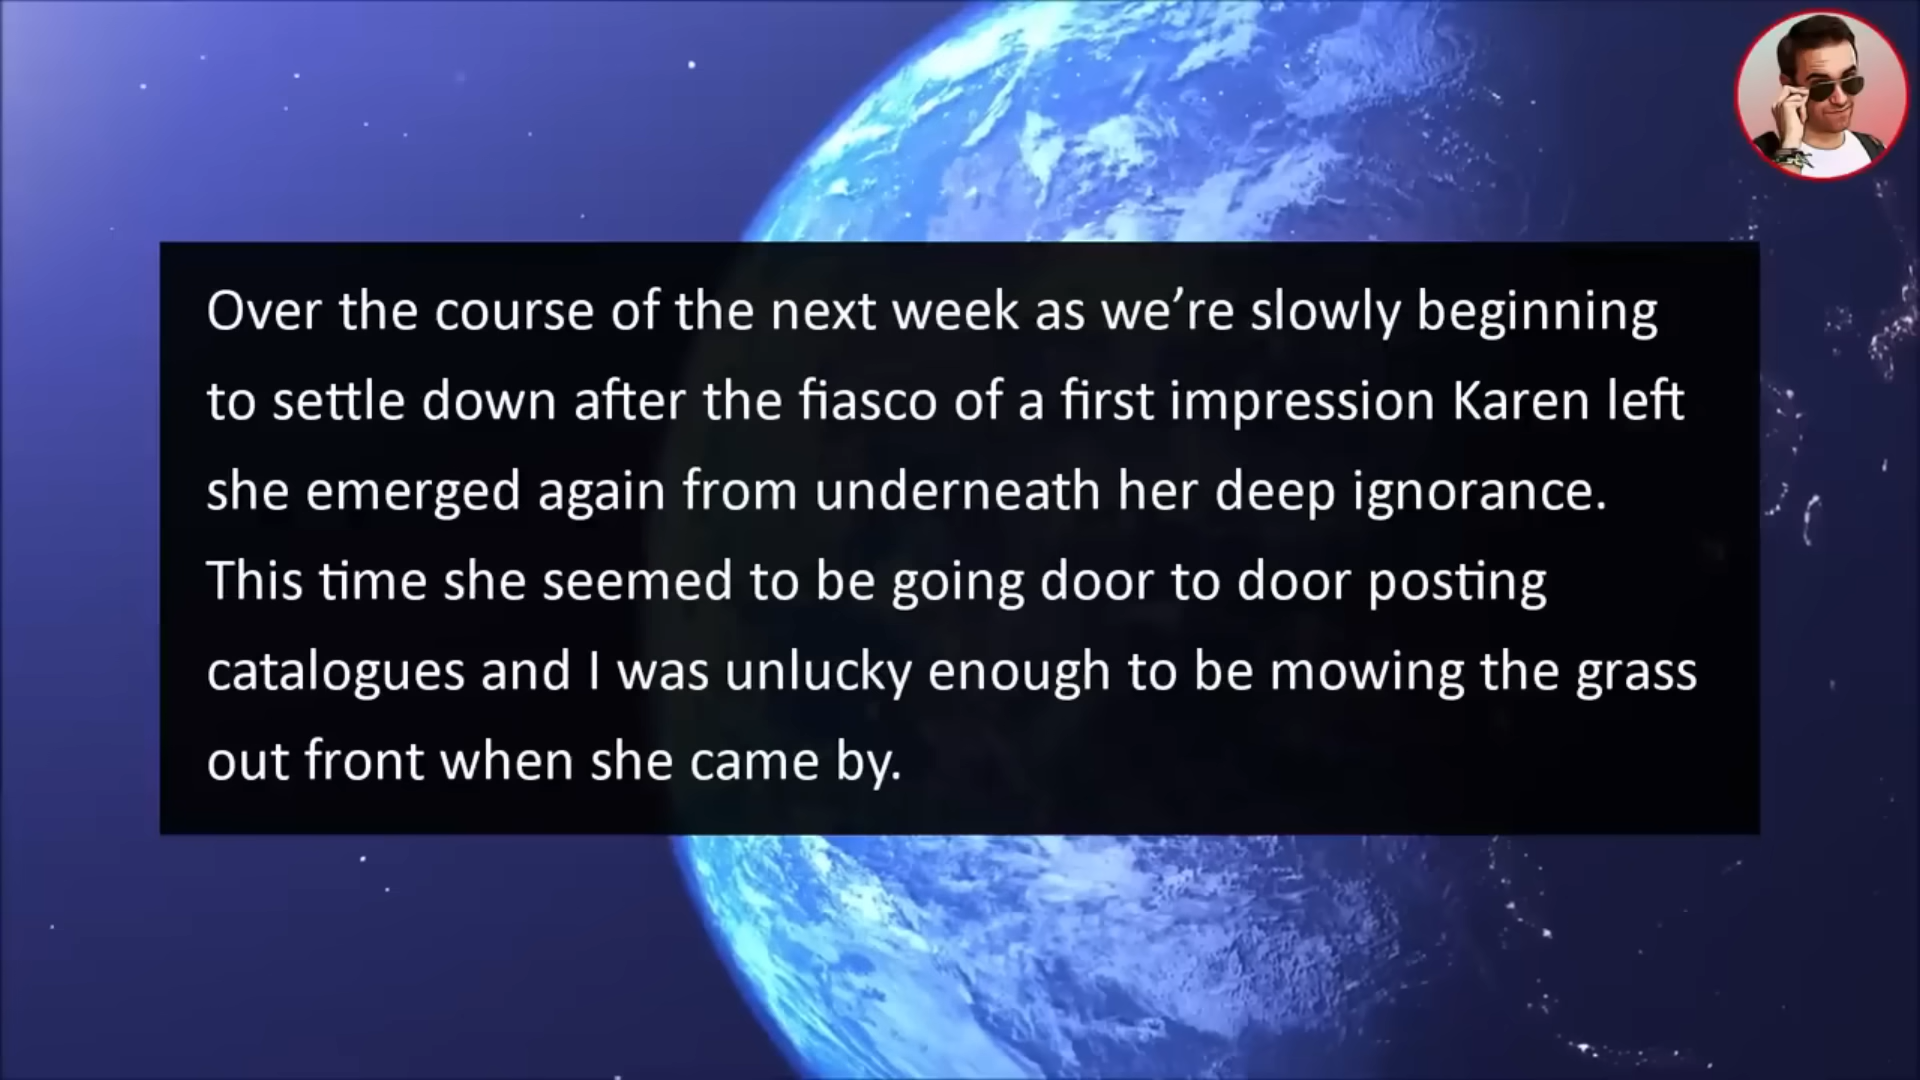 Over the course of the next week as we’re slowly beginning
to settle down after the fiasco of a first impression Karen left
she emerged again from underneath her deep ignorance.
This time she seemed to be going door to door posting
catalogues and I was unlucky enough to be mowing the grass
out front when she came by.